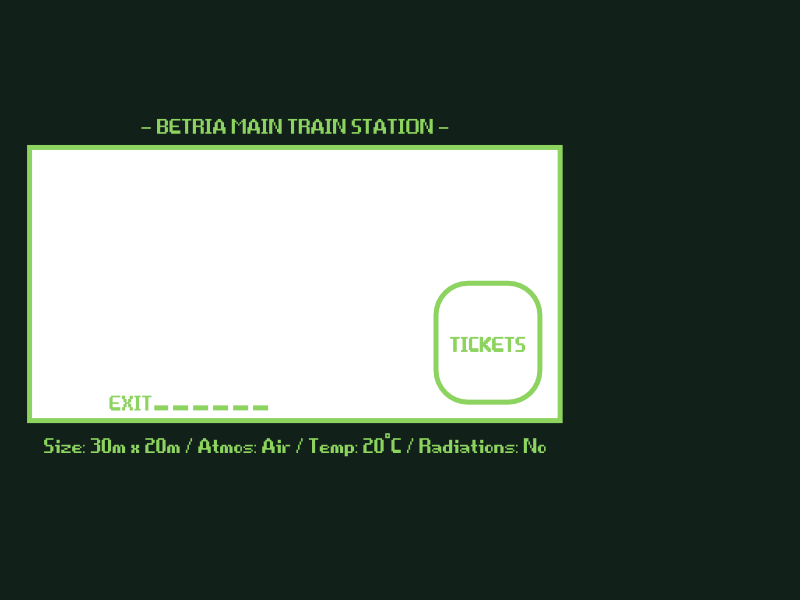 – BETRIA MAIN TRAIN STATION –
TICKETS
EXIT
Size: 30m x 20m / Atmos: Air / Temp: 20°C / Radiations: No